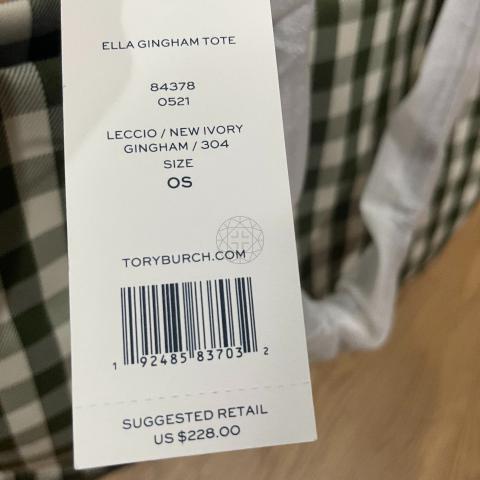 ELLA GINGHAM TOTE
84378
0521
LECCIO / NEW IVORY
GINGHAM / 304
SIZE
OS
TORYBURCH.COM
1 92485 83703 2
SUGGESTED RETAIL
US $228.00